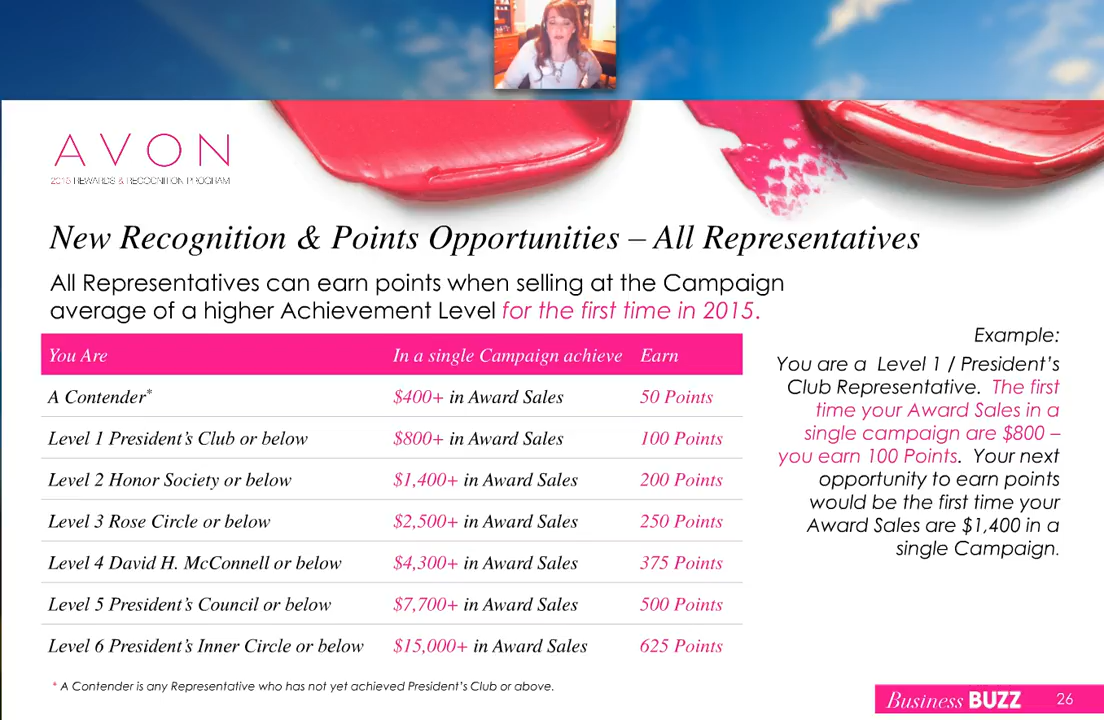 AVON
2015 REWARDS & RECOGNITION PROGRAM
New Recognition & Points Opportunities – All Representatives
All Representatives can earn points when selling at the Campaign
average of a higher Achievement Level for the first time in 2015.
You Are In a single Campaign achieve Earn
A Contender* $400+ in Award Sales 50 Points
Level 1 President’s Club or below $800+ in Award Sales 100 Points
Level 2 Honor Society or below $1,400+ in Award Sales 200 Points
Level 3 Rose Circle or below $2,500+ in Award Sales 250 Points
Level 4 David H. McConnell or below $4,300+ in Award Sales 375 Points
Level 5 President’s Council or below $7,700+ in Award Sales 500 Points
Level 6 President’s Inner Circle or below $15,000+ in Award Sales 625 Points
* A Contender is any Representative who has not yet achieved President’s Club or above.
Example:
You are a Level 1 / President’s
Club Representative. The first
time your Award Sales in a
single campaign are $800 –
you earn 100 Points. Your next
opportunity to earn points
would be the first time your
Award Sales are $1,400 in a
single Campaign.
Business BUZZ 26